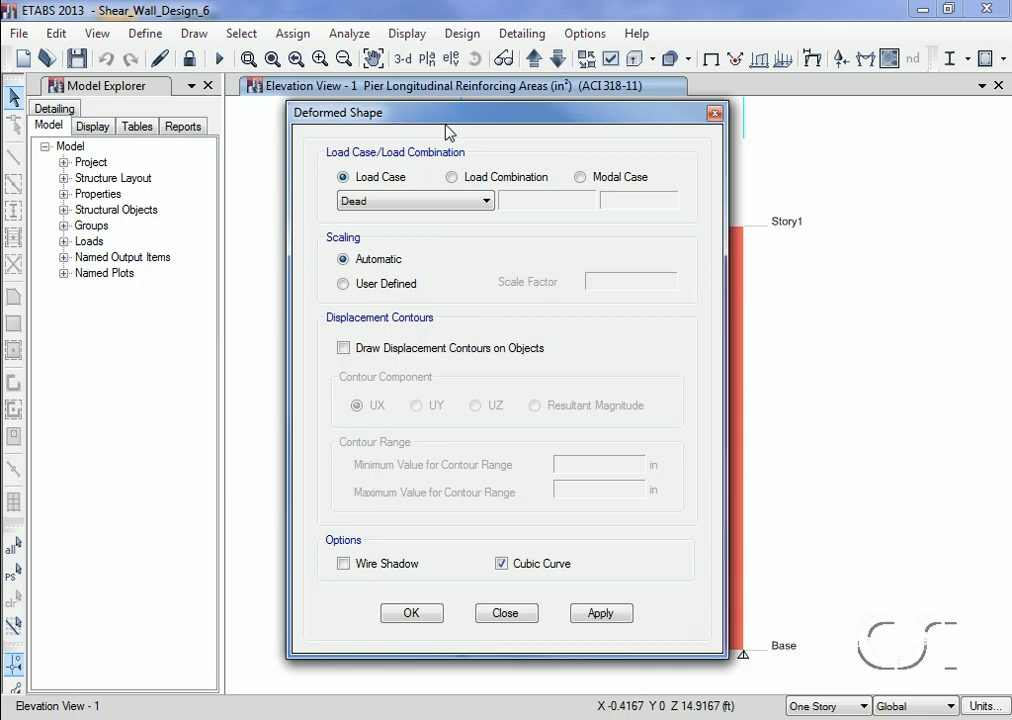 ETABS 2013 - Shear_Wall_Design_6
File Edit View Define Draw Select Assign Analyze Display Design Detailing Options Help
3-d plä elë nd
Model Explorer
Elevation View - 1 Pier Longitudinal Reinforcing Areas (in²) (ACI 318-11)
Detailing
Model Display Tables Reports
Model
Project
Structure Layout
Properties
Structural Objects
Groups
Loads
Named Output Items
Named Plots
all
PS
clr
Deformed Shape
Load Case/Load Combination
Load Case Load Combination Modal Case
Dead
Scaling
Automatic
User Defined Scale Factor
Displacement Contours
Draw Displacement Contours on Objects
Contour Component
UX UY UZ Resultant Magnitude
Contour Range
Minimum Value for Contour Range in
Maximum Value for Contour Range in
Options
Wire Shadow Cubic Curve
OK Close Apply
Story1
Base
CSI
Elevation View - 1 X -0.4167 Y 0 Z 14.9167 (ft) One Story Global Units...